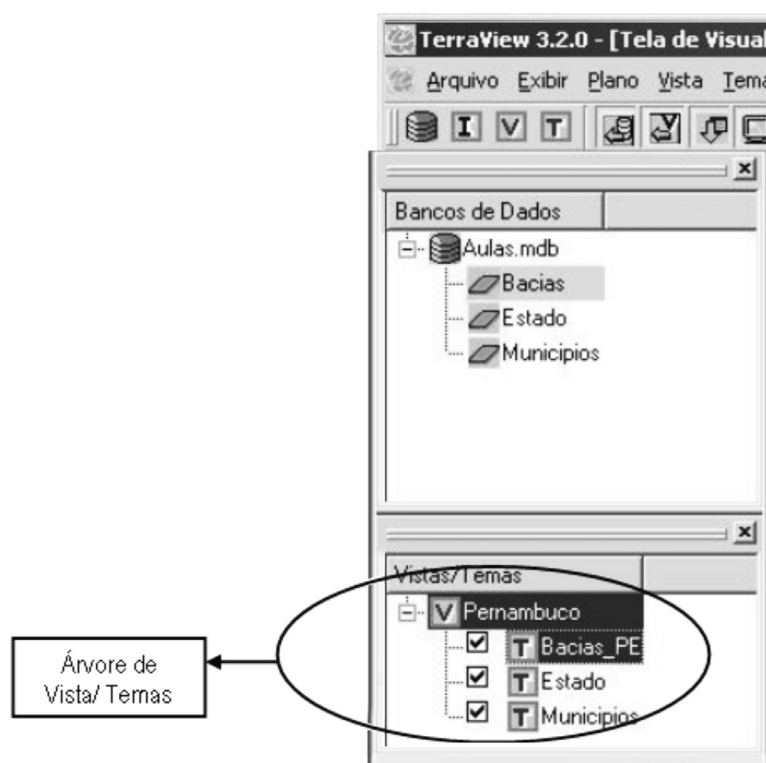 TerraView 3.2.0 - [Tela de Visual
Arquivo Exibir Plano Vista Tema
I V T
Bancos de Dados
Aulas.mdb
Bacias
Estado
Municipios
Vistas/Temas
V Pernambuco
T Bacias_PE
T Estado
T Municipios
Árvore de
Vista/ Temas